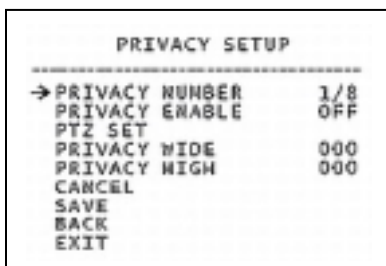 PRIVACY SETUP
→ PRIVACY NUMBER 1/8
PRIVACY ENABLE OFF
PTZ SET
PRIVACY WIDE 000
PRIVACY HIGH 000
CANCEL
SAVE
BACK
EXIT